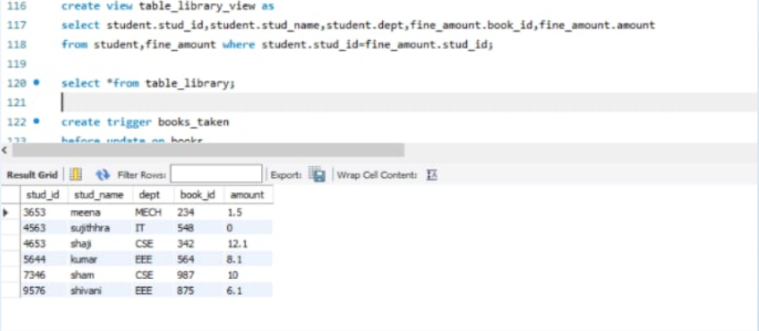 116 create view table_library_view as
117 select student.stud_id,student.stud_name,student.dept,fine_amount.book_id,fine_amount.amount
118 from student,fine_amount where student.stud_id=fine_amount.stud_id;
119
120 select *from table_library;
121
122 create trigger books_taken
123 before update on books
Result Grid Filter Rows: Export: Wrap Cell Content:
stud_id stud_name dept book_id amount
3653 meena MECH 234 1.5
4563 sujithhra IT 548 0
4653 shaji CSE 342 12.1
5644 kumar EEE 564 8.1
7346 sham CSE 987 10
9576 shivani EEE 875 6.1